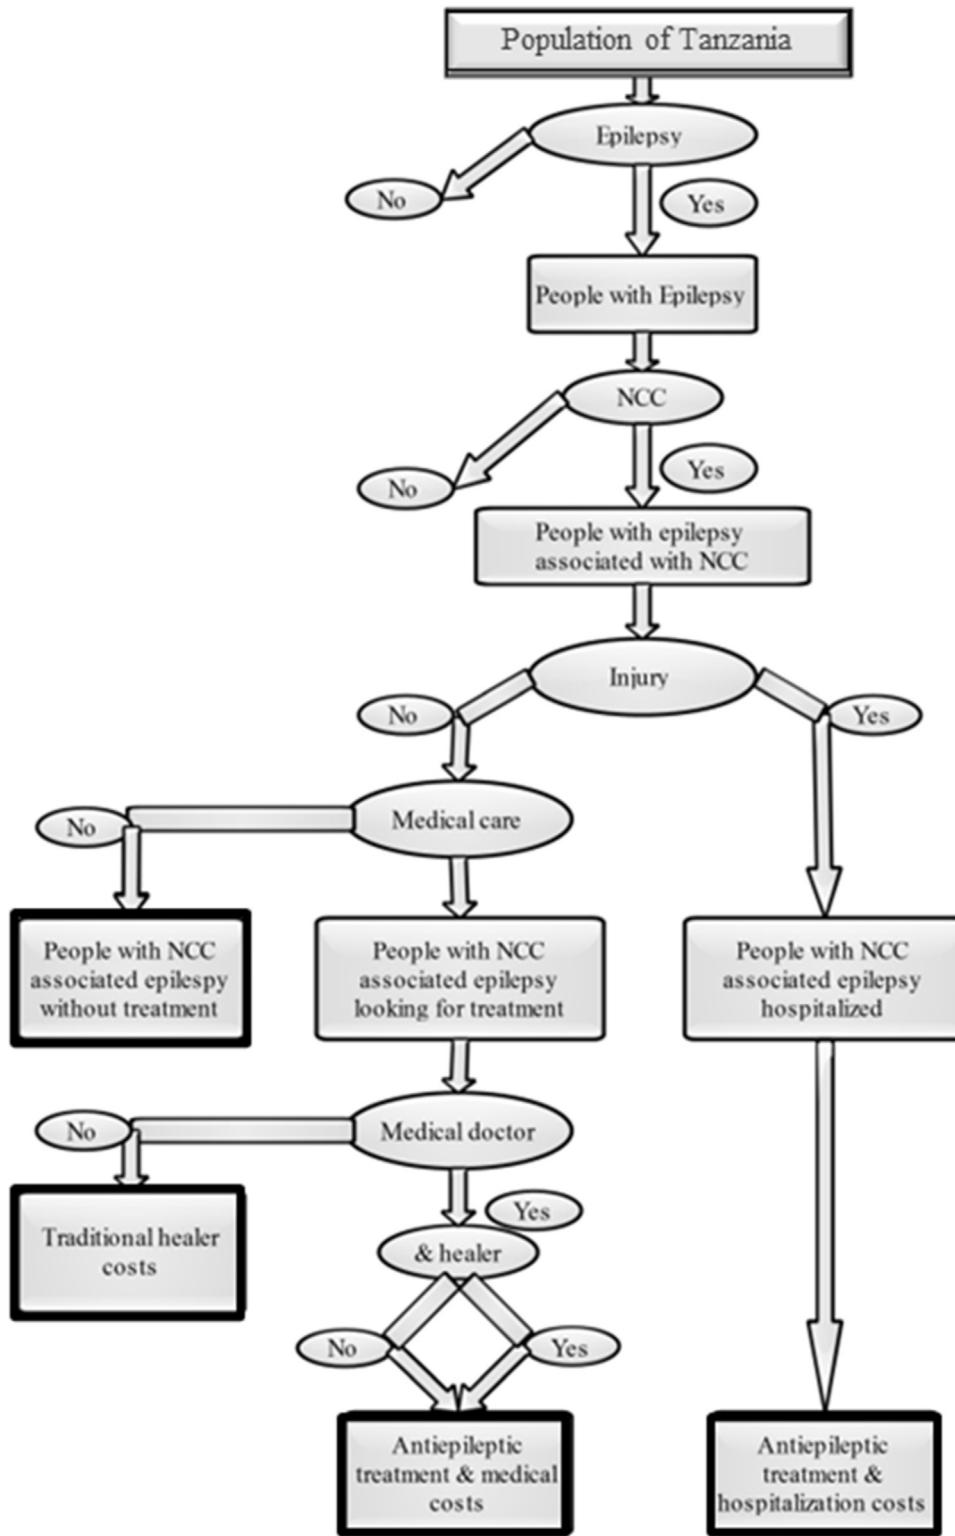 Population of Tanzania
Epilepsy
No
Yes
People with Epilepsy
NCC
No
Yes
People with epilepsy
associated with NCC
Injury
No
Yes
Medical care
No
People with NCC
associated epilespy
without treatment
People with NCC
associated epilepsy
looking for treatment
People with NCC
associated epilepsy
hospitalized
Medical doctor
No
Yes
Traditional healer
costs
& healer
No
Yes
Antiepileptic
treatment & medical
costs
Antiepileptic
treatment &
hospitalization costs